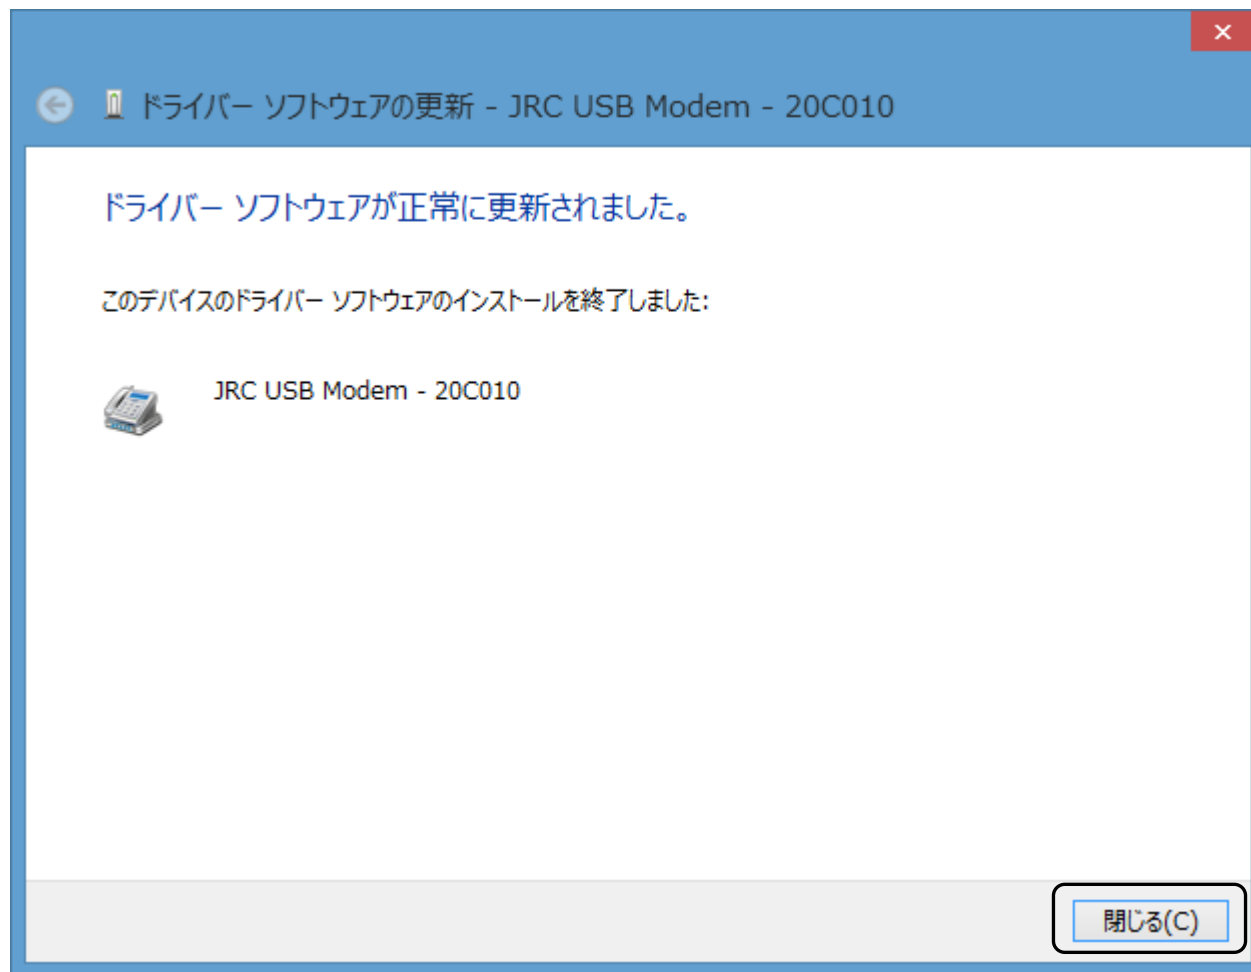 ドライバー ソフトウェアの更新 - JRC USB Modem - 20C010
ドライバー ソフトウェアが正常に更新されました。
このデバイスのドライバー ソフトウェアのインストールを終了しました:
JRC USB Modem - 20C010
閉じる(C)